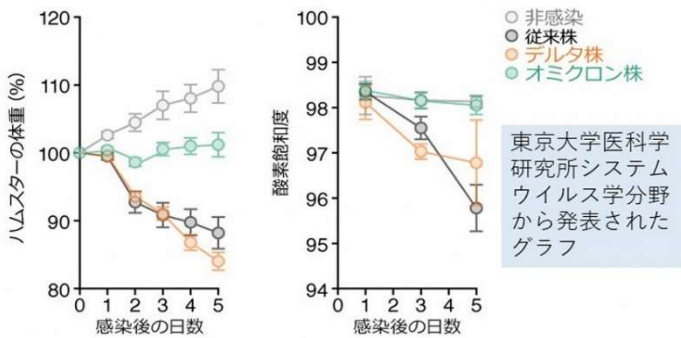 ハムスターの体重 (%)
120
110
100
90
80
0 1 2 3 4 5
感染後の日数
酸素飽和度
99
98
97
96
95
94
0 1 2 3 4 5
感染後の日数
非感染
従来株
デルタ株
オミクロン株
東京大学医科学
研究所システム
ウイルス学分野
から発表された
グラフ